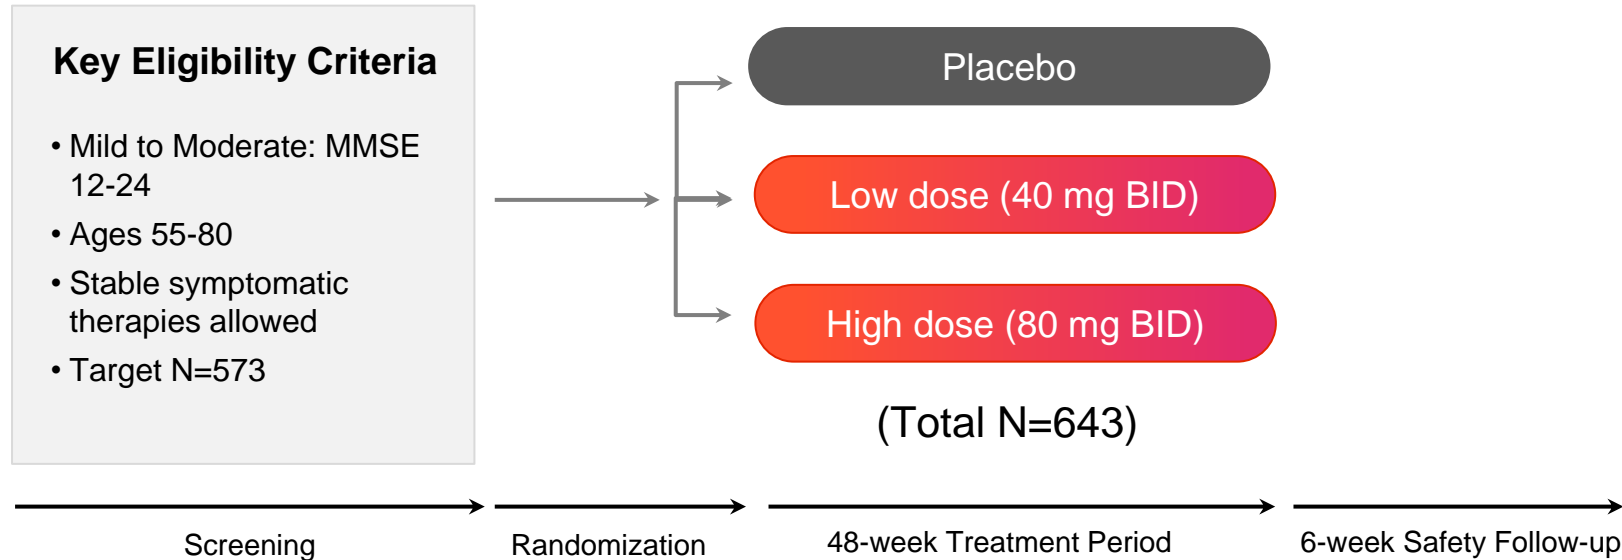 Key Eligibility Criteria
• Mild to Moderate: MMSE
12-24
• Ages 55-80
• Stable symptomatic
therapies allowed
• Target N=573
Placebo
Low dose (40 mg BID)
High dose (80 mg BID)
(Total N=643)
Screening
Randomization
48-week Treatment Period
6-week Safety Follow-up